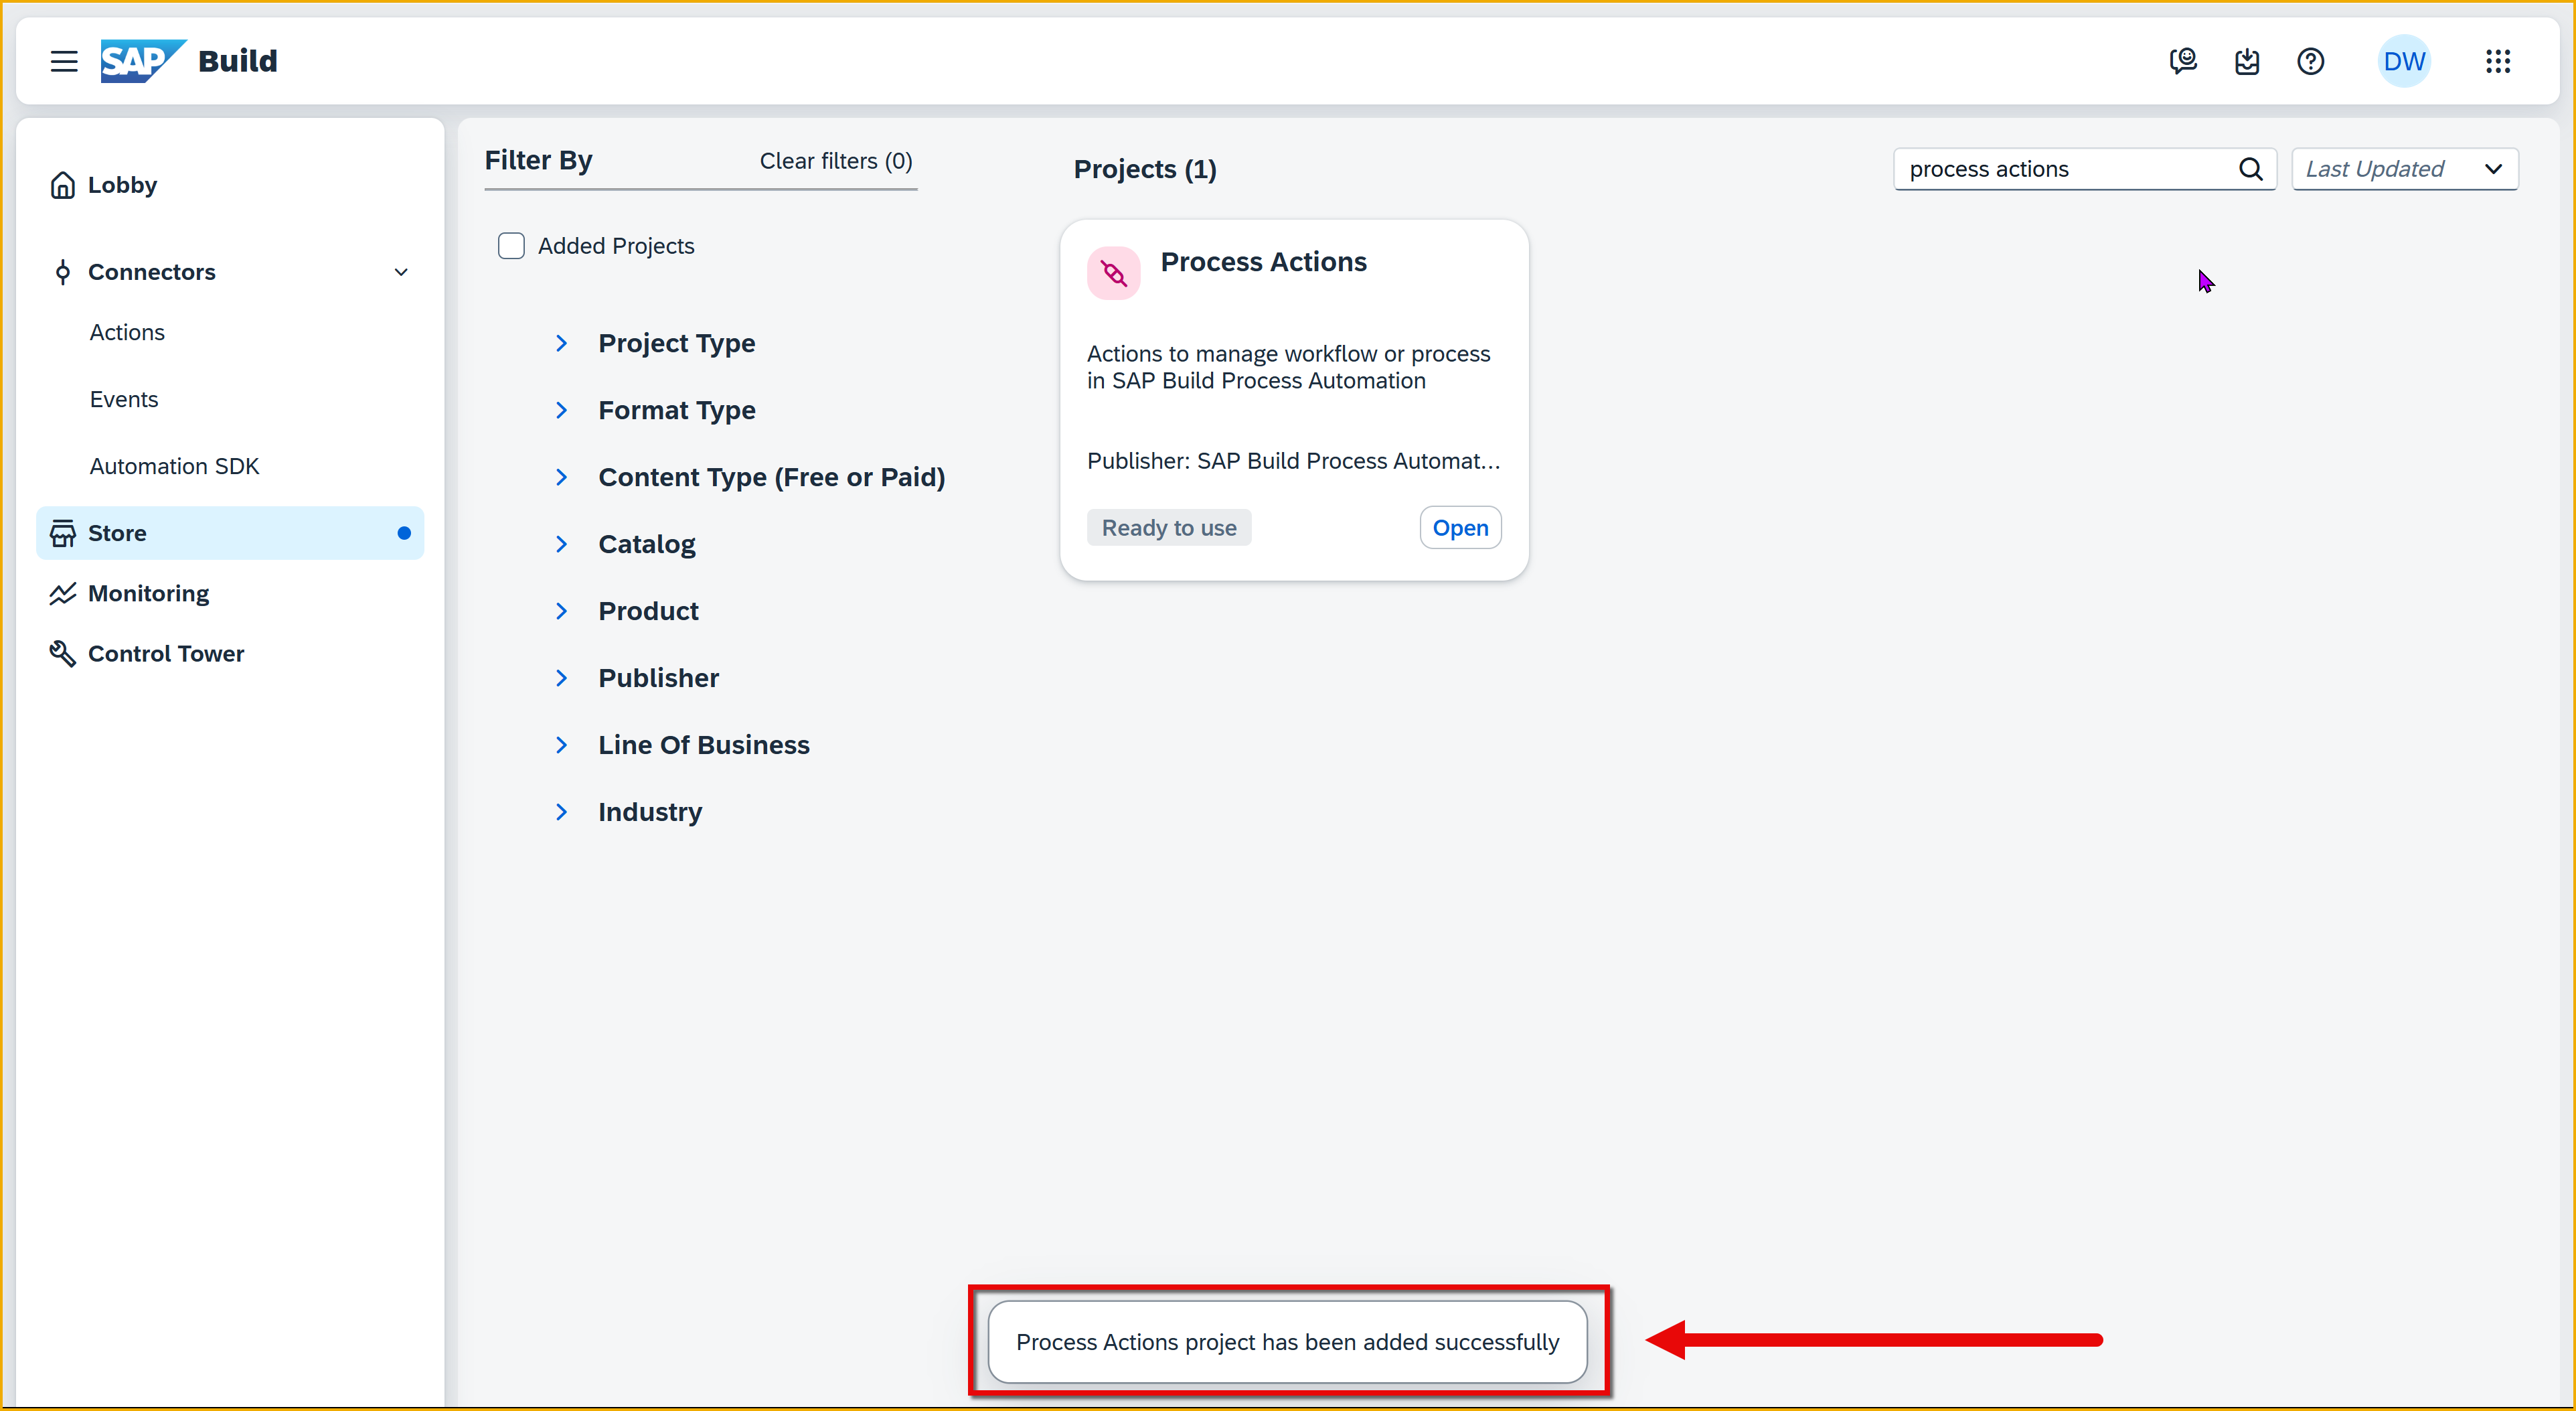 SAP Build
DW
Lobby
Connectors
Actions
Events
Automation SDK
Store
Monitoring
Control Tower
Filter By
Clear filters (0)
Added Projects
Project Type
Format Type
Content Type (Free or Paid)
Catalog
Product
Publisher
Line Of Business
Industry
Projects (1)
process actions
Last Updated
Process Actions
Actions to manage workflow or process
in SAP Build Process Automation
Publisher: SAP Build Process Automat...
Ready to use
Open
Process Actions project has been added successfully